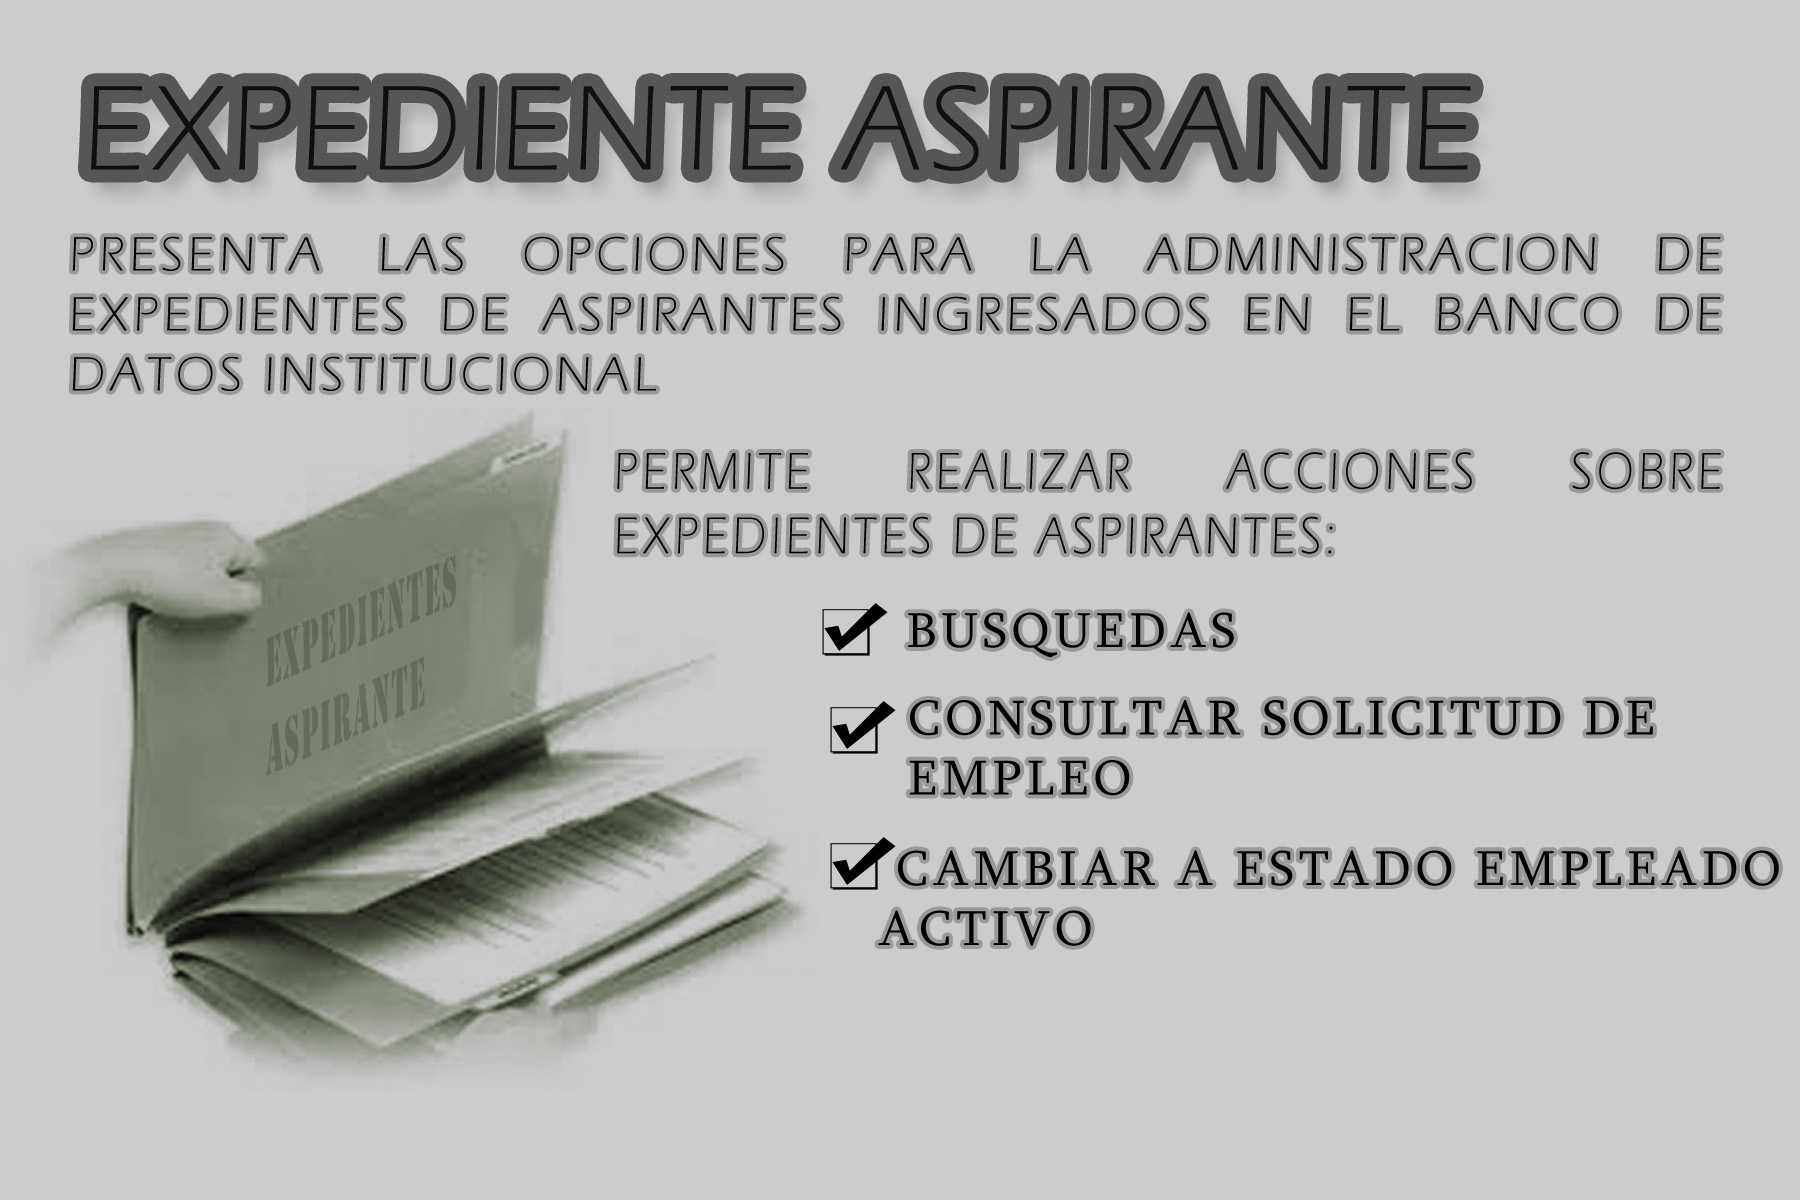 EXPEDIENTE ASPIRANTE
PRESENTA LAS OPCIONES PARA LA ADMINISTRACION DE
EXPEDIENTES DE ASPIRANTES INGRESADOS EN EL BANCO DE
DATOS INSTITUCIONAL
PERMITE REALIZAR ACCIONES SOBRE
EXPEDIENTES DE ASPIRANTES:
EXPEDIENTES
ASPIRANTE
BUSQUEDAS
CONSULTAR SOLICITUD DE
EMPLEO
CAMBIAR A ESTADO EMPLEADO
ACTIVO